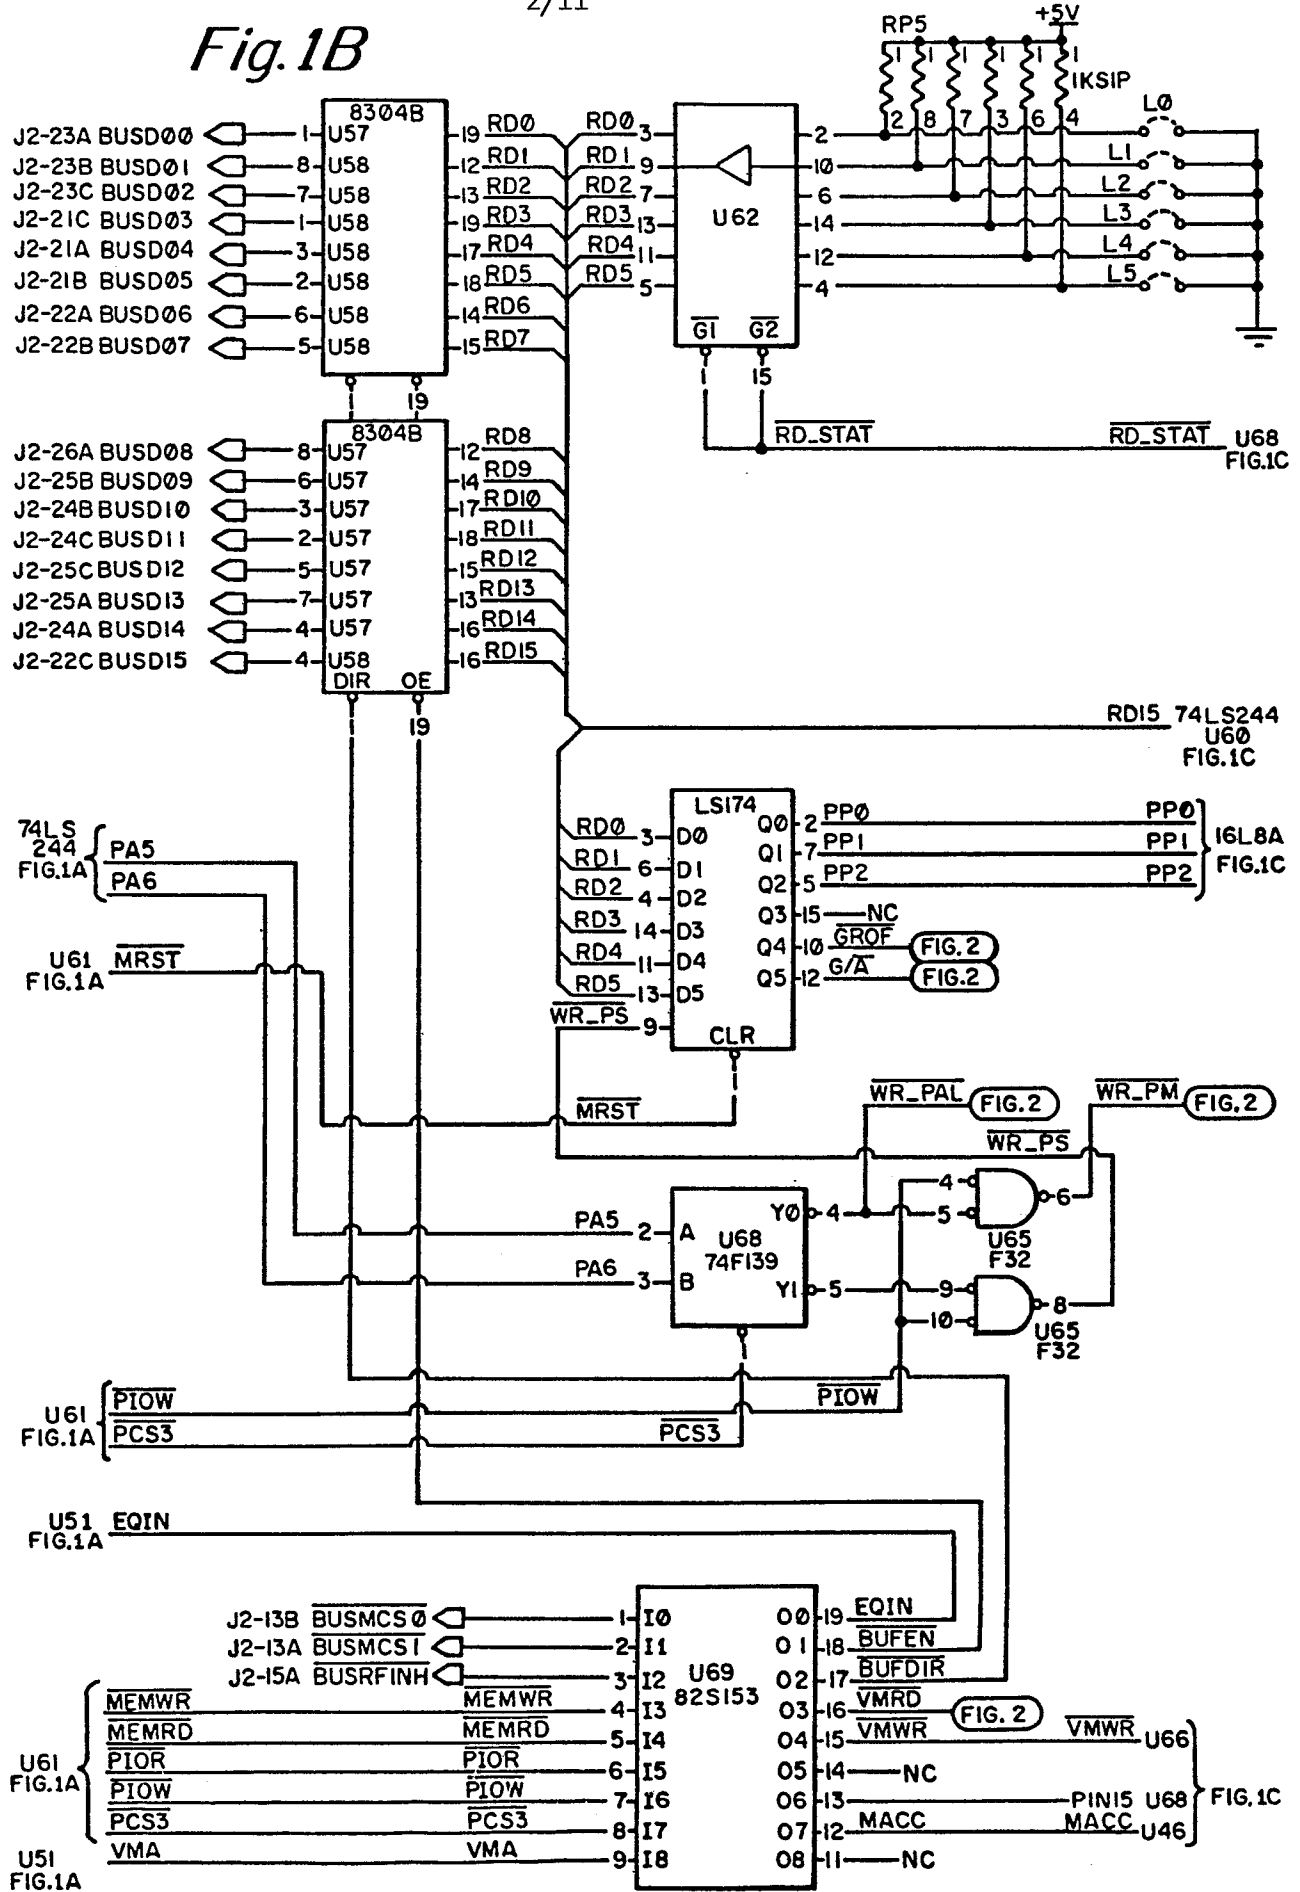 2/11
Fig. 1B
+5V
RP5
1 1 1 1 1 1
1KSIP
2 8 7 3 6 4
8304B
J2-23A BUSD00 1 U57 19 RD0
J2-23B BUSD01 8 U58 12 RD1
J2-23C BUSD02 7 U58 13 RD2
J2-21C BUSD03 1 U58 19 RD3
J2-21A BUSD04 3 U58 17 RD4
J2-21B BUSD05 2 U58 18 RD5
J2-22A BUSD06 6 U58 14 RD6
J2-22B BUSD07 5 U58 15 RD7
19
RD0 3 2 L0
RD1 9 10 L1
RD2 7 6 L2
U62
RD3 13 14 L3
RD4 11 12 L4
RD5 5 4 L5
G1 G2
15
RD_STAT RD_STAT U68
FIG.1C
8304B
J2-26A BUSD08 8 U57 12 RD8
J2-25B BUSD09 6 U57 14 RD9
J2-24B BUSD10 3 U57 17 RD10
J2-24C BUSD11 2 U57 18 RD11
J2-25C BUSD12 5 U57 15 RD12
J2-25A BUSD13 7 U57 13 RD13
J2-24A BUSD14 4 U57 16 RD14
J2-22C BUSD15 4 U58 16 RD15
DIR OE
19
RD15 74LS244
U60
FIG.1C
74LS
244
FIG.1A
PA5
PA6
U61 MRST
FIG.1A
LS174
RD0 3 D0 Q0 2 PP0 PP0
RD1 6 D1 Q1 7 PP1 PP1
RD2 4 D2 Q2 5 PP2 PP2
16L8A
FIG.1C
RD3 14 D3 Q3 15 NC
RD4 11 D4 Q4 10 GROF FIG.2
RD5 13 D5 Q5 12 G/A FIG.2
WR_PS 9
CLR
MRST
WR_PAL FIG.2 WR_PM FIG.2
WR_PS
4
5
6
U65
F32
PA5 2 A Y0 4
U68
74F139
PA6 3 B Y1 5
9
10
8
U65
F32
U61
FIG.1A
PIOW PIOW
PCS3 PCS3
U51 EQIN
FIG.1A
U69
82S153
J2-13B BUSMCS0 1 I0 O0 19 EQIN
J2-13A BUSMCS1 2 I1 O1 18 BUFEN
J2-15A BUSRFINH 3 I2 O2 17 BUFDIR
MEMWR MEMWR 4 I3 O3 16 VMRD FIG. 2
MEMRD MEMRD 5 I4 O4 15 VMWR VMWR U66
PIOR PIOR 6 I5 O5 14 NC
U61
FIG.1A
PIOW PIOW 7 I6 O6 13 PIN15 U68
PCS3 PCS3 8 I7 O7 12 MACC MACC U46
FIG.1C
U51
FIG.1A
VMA VMA 9 I8 O8 11 NC